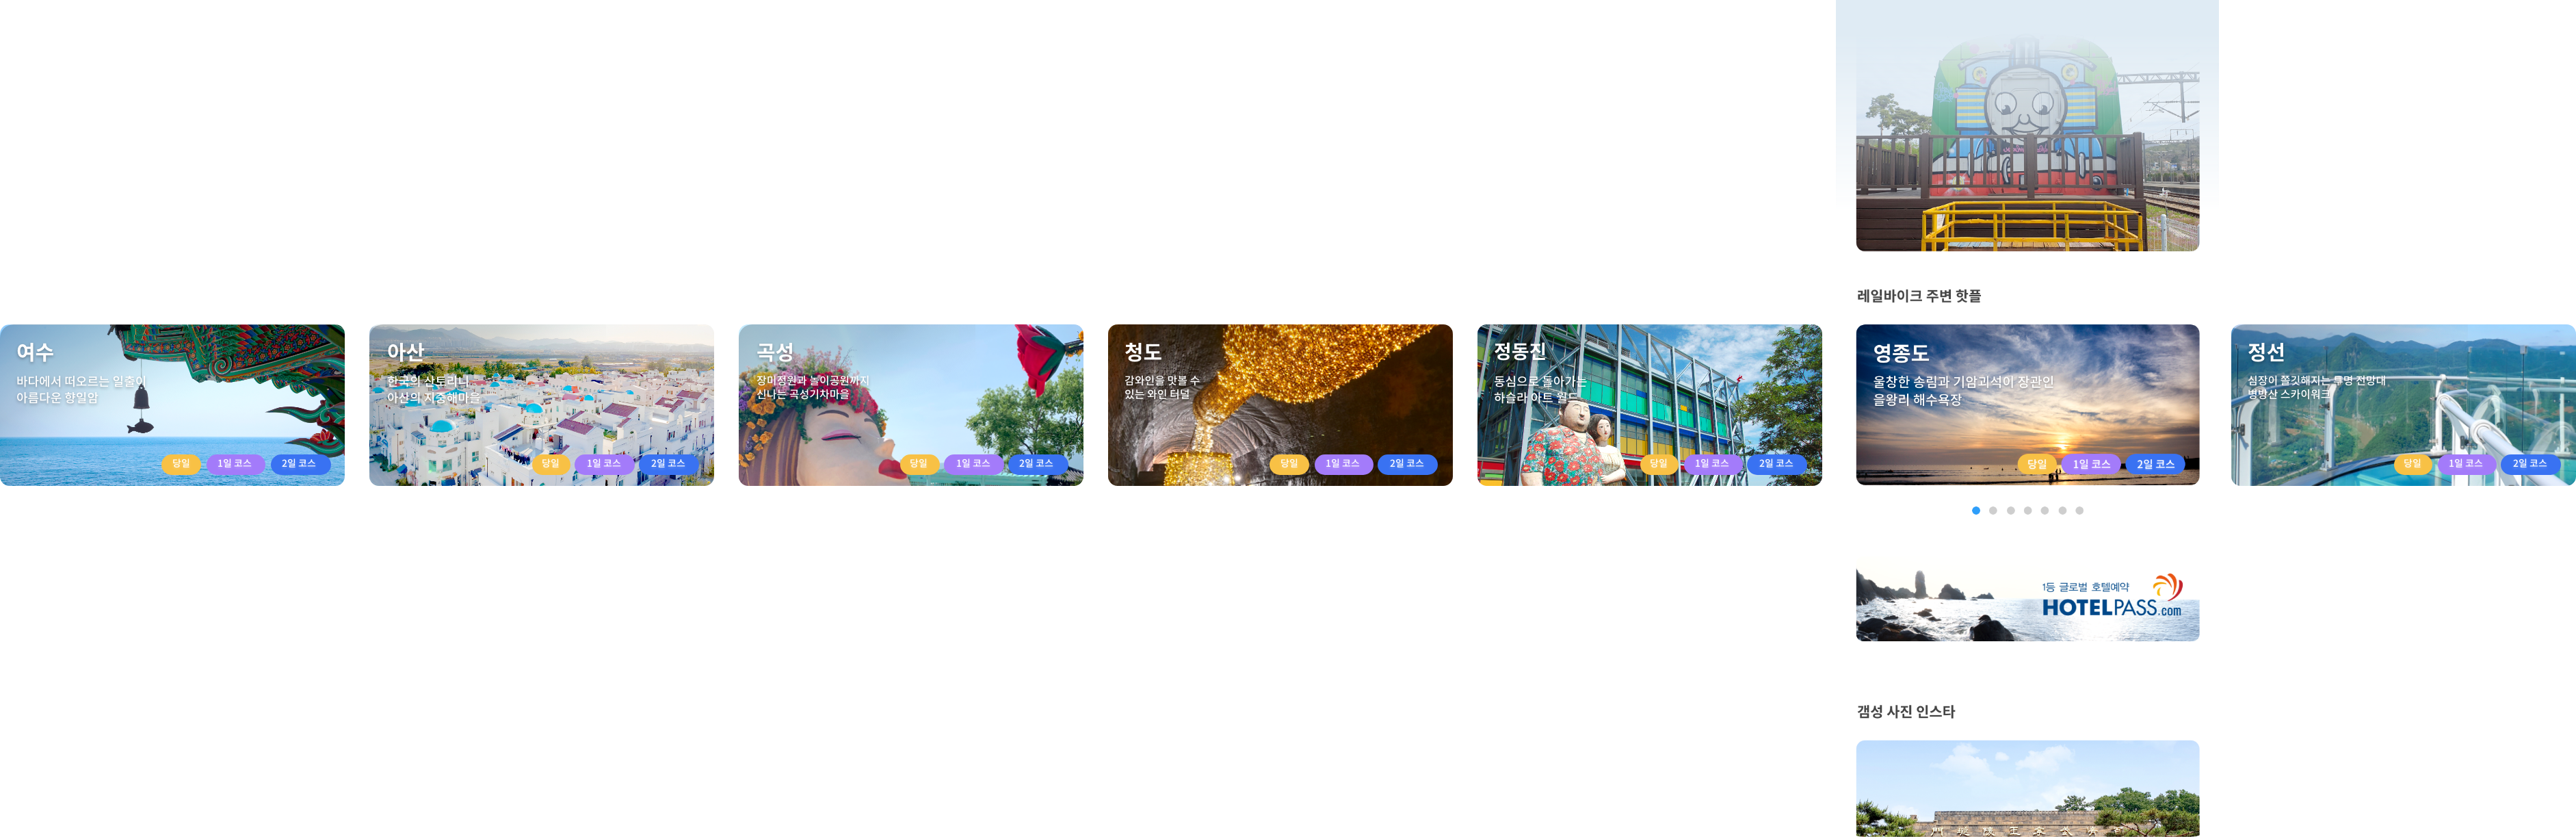 레일바이크 주변 핫플
여수
바다에서 떠오르는 일출이
아름다운 향일암
당일
1일 코스
2일 코스
아산
한국의 산토리니
아산의 지중해마을
당일
1일 코스
2일 코스
곡성
장미정원과 놀이공원까지
신나는 곡성기차마을
당일
1일 코스
2일 코스
청도
감와인을 맛볼 수
있는 와인 터널
당일
1일 코스
2일 코스
정동진
동심으로 돌아가는
하슬라 아트 월드
당일
1일 코스
2일 코스
영종도
울창한 송림과 기암괴석이 장관인
을왕리 해수욕장
당일
1일 코스
2일 코스
정선
심장이 쫄깃해지는 투명 전망대
병방산 스카이워크
당일
1일 코스
2일 코스
1등 글로벌 호텔예약
HOTELPASS.com
갬성 사진 인스타